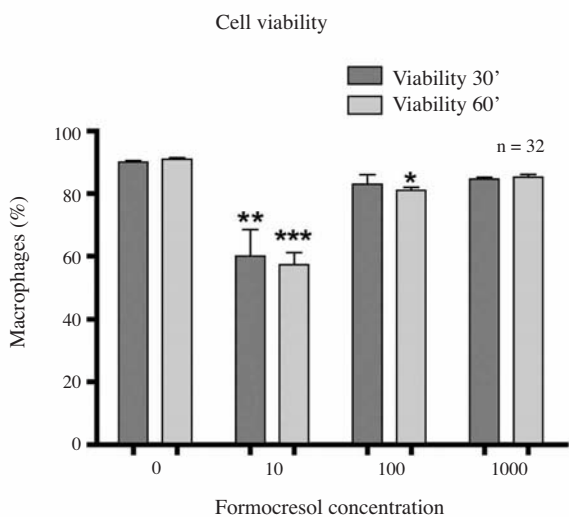 Cell viability
Viability 30’
Viability 60’
n = 32
100
80
60
40
20
0
Macrophages (%)
**
***
*
0 10 100 1000
Formocresol concentration